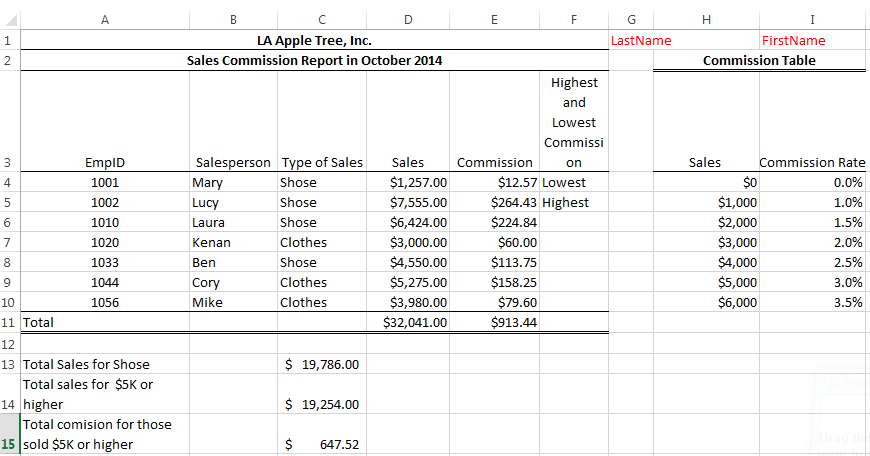 A B C D E F G H I
1 LA Apple Tree, Inc. LastName FirstName
2 Sales Commission Report in October 2014 Commission Table
Highest
and
Lowest
Commissi
3 EmpID Salesperson Type of Sales Sales Commission on Sales Commission Rate
4 1001 Mary Shose $1,257.00 $12.57 Lowest $0 0.0%
5 1002 Lucy Shose $7,555.00 $264.43 Highest $1,000 1.0%
6 1010 Laura Shose $6,424.00 $224.84 $2,000 1.5%
7 1020 Kenan Clothes $3,000.00 $60.00 $3,000 2.0%
8 1033 Ben Shose $4,550.00 $113.75 $4,000 2.5%
9 1044 Cory Clothes $5,275.00 $158.25 $5,000 3.0%
10 1056 Mike Clothes $3,980.00 $79.60 $6,000 3.5%
11 Total $32,041.00 $913.44
12
13 Total Sales for Shose $ 19,786.00
Total sales for $5K or
14 higher $ 19,254.00
Total comision for those
15 sold $5K or higher $ 647.52